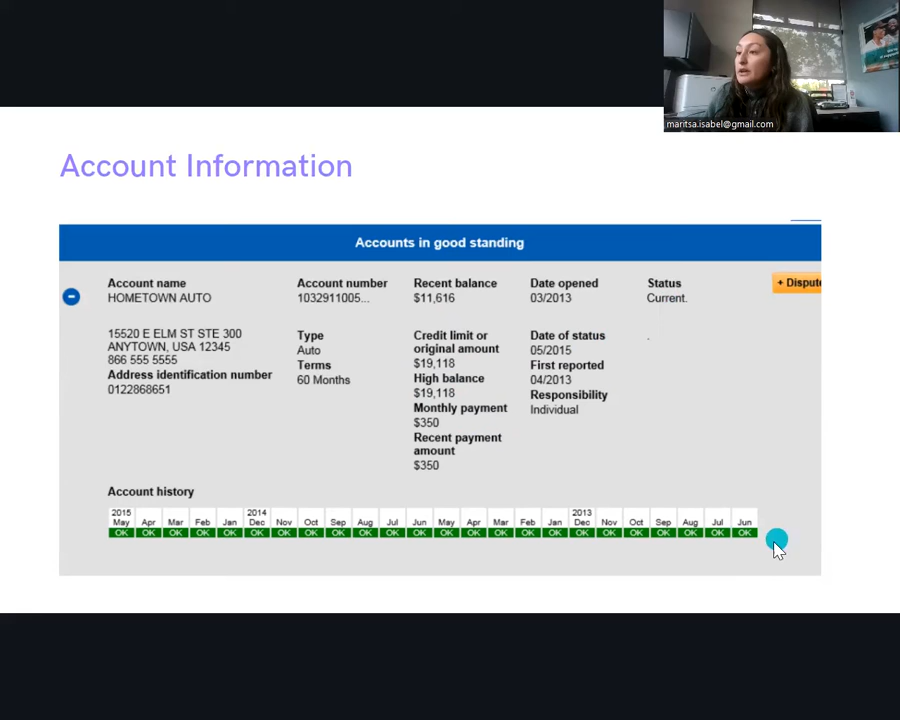 maritsa.isabel@gmail.com
Account Information
Accounts in good standing
Account name
HOMETOWN AUTO
15520 E ELM ST STE 300
ANYTOWN, USA 12345
866 555 5555
Address identification number
0122868651
Account number
1032911005...
Type
Auto
Terms
60 Months
Recent balance
$11,616
Credit limit or
original amount
$19,118
High balance
$19,118
Monthly payment
$350
Recent payment
amount
$350
Date opened
03/2013
Date of status
05/2015
First reported
04/2013
Responsibility
Individual
Status
Current.
.
+ Dispute
Account history
2015 2014 2013
May Apr Mar Feb Jan Dec Nov Oct Sep Aug Jul Jun May Apr Mar Feb Jan Dec Nov Oct Sep Aug Jul Jun
OK OK OK OK OK OK OK OK OK OK OK OK OK OK OK OK OK OK OK OK OK OK OK OK